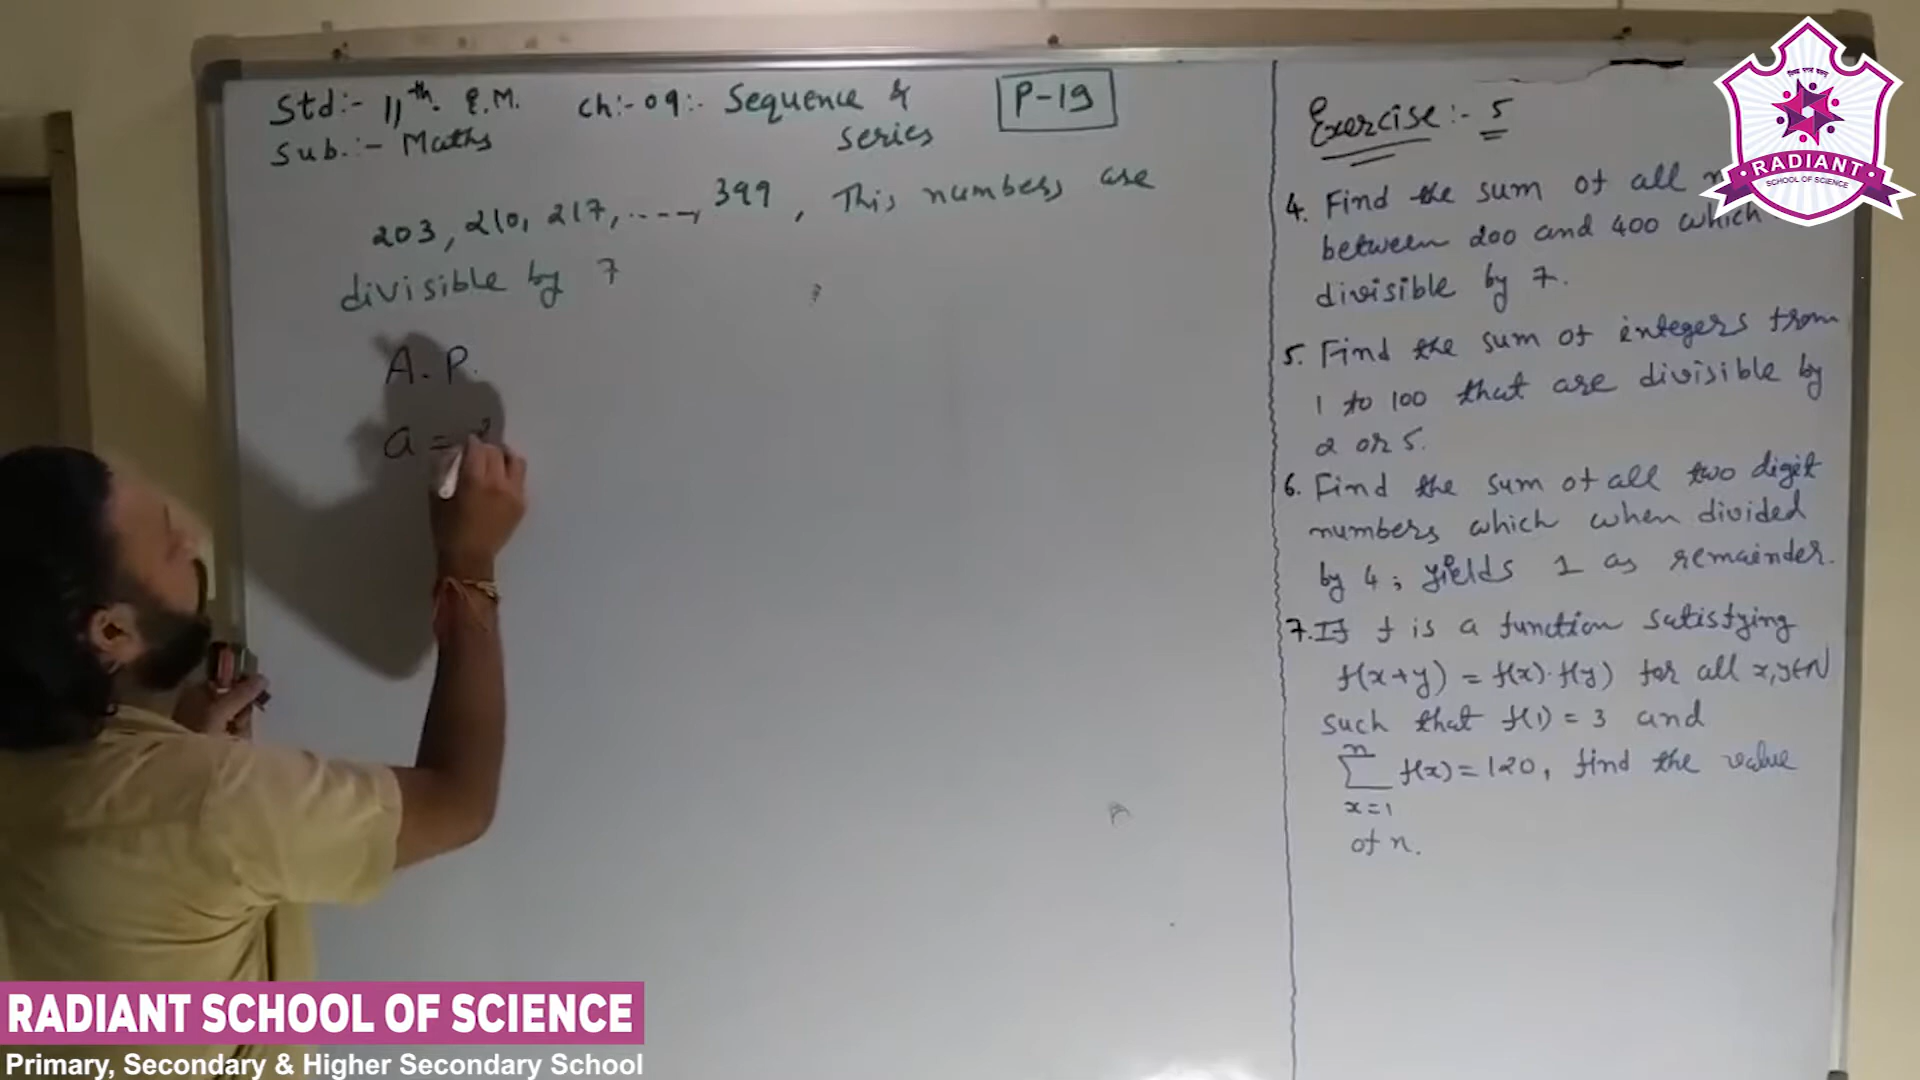 Std:- 11th. E.M. Ch:-09:- Sequence &
series
P-19
Sub.:- Maths
203, 210, 217, ----, 399, This numbers are
divisible by 7
A.P.
a =
Exercise:- 5
4. Find the sum of all
between 200 and 400 which
divisible by 7.
5. Find the sum of integers from
1 to 100 that are divisible by
2 or 5.
6. Find the sum of all two digit
numbers which when divided
by 4, yields 1 as remainder.
7. If f is a function satisfying
f(x+y) = f(x)·f(y) for all x,y∈N
such that f(1) = 3 and
n
∑ f(x) = 120, find the value
x=1
of n.
RADIANT
SCHOOL OF SCIENCE
RADIANT SCHOOL OF SCIENCE
Primary, Secondary & Higher Secondary School